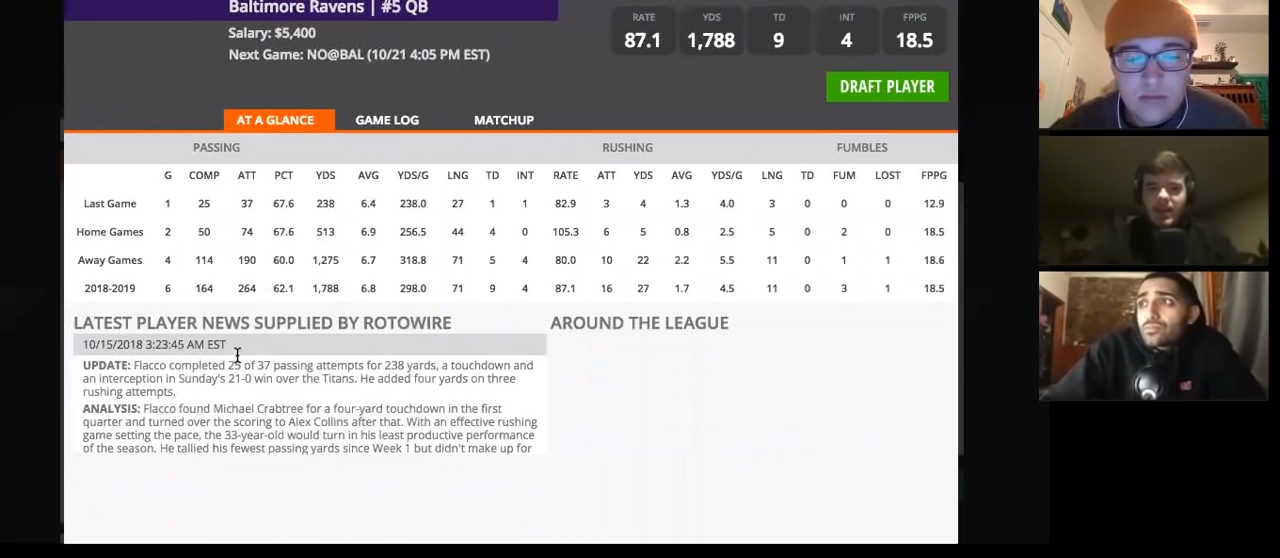 Baltimore Ravens | #5 QB
Salary: $5,400
Next Game: NO@BAL (10/21 4:05 PM EST)
RATE YDS TD INT FPPG
87.1 1,788 9 4 18.5
DRAFT PLAYER
AT A GLANCE GAME LOG MATCHUP
PASSING RUSHING FUMBLES
G COMP ATT PCT YDS AVG YDS/G LNG TD INT RATE ATT YDS AVG YDS/G LNG TD FUM LOST FPPG
Last Game 1 25 37 67.6 238 6.4 238.0 27 1 1 82.9 3 4 1.3 4.0 3 0 0 0 12.9
Home Games 2 50 74 67.6 513 6.9 256.5 44 4 0 105.3 6 5 0.8 2.5 5 0 2 0 18.5
Away Games 4 114 190 60.0 1,275 6.7 318.8 71 5 4 80.0 10 22 2.2 5.5 11 0 1 1 18.6
2018-2019 6 164 264 62.1 1,788 6.8 298.0 71 9 4 87.1 16 27 1.7 4.5 11 0 3 1 18.5
LATEST PLAYER NEWS SUPPLIED BY ROTOWIRE
10/15/2018 3:23:45 AM EST
UPDATE: Flacco completed 25 of 37 passing attempts for 238 yards, a touchdown and
an interception in Sunday's 21-0 win over the Titans. He added four yards on three
rushing attempts.
ANALYSIS: Flacco found Michael Crabtree for a four-yard touchdown in the first
quarter and turned over the scoring to Alex Collins after that. With an effective rushing
game setting the pace, the 33-year-old would turn in his least productive performance
of the season. He tallied his fewest passing yards since Week 1 but didn't make up for
AROUND THE LEAGUE